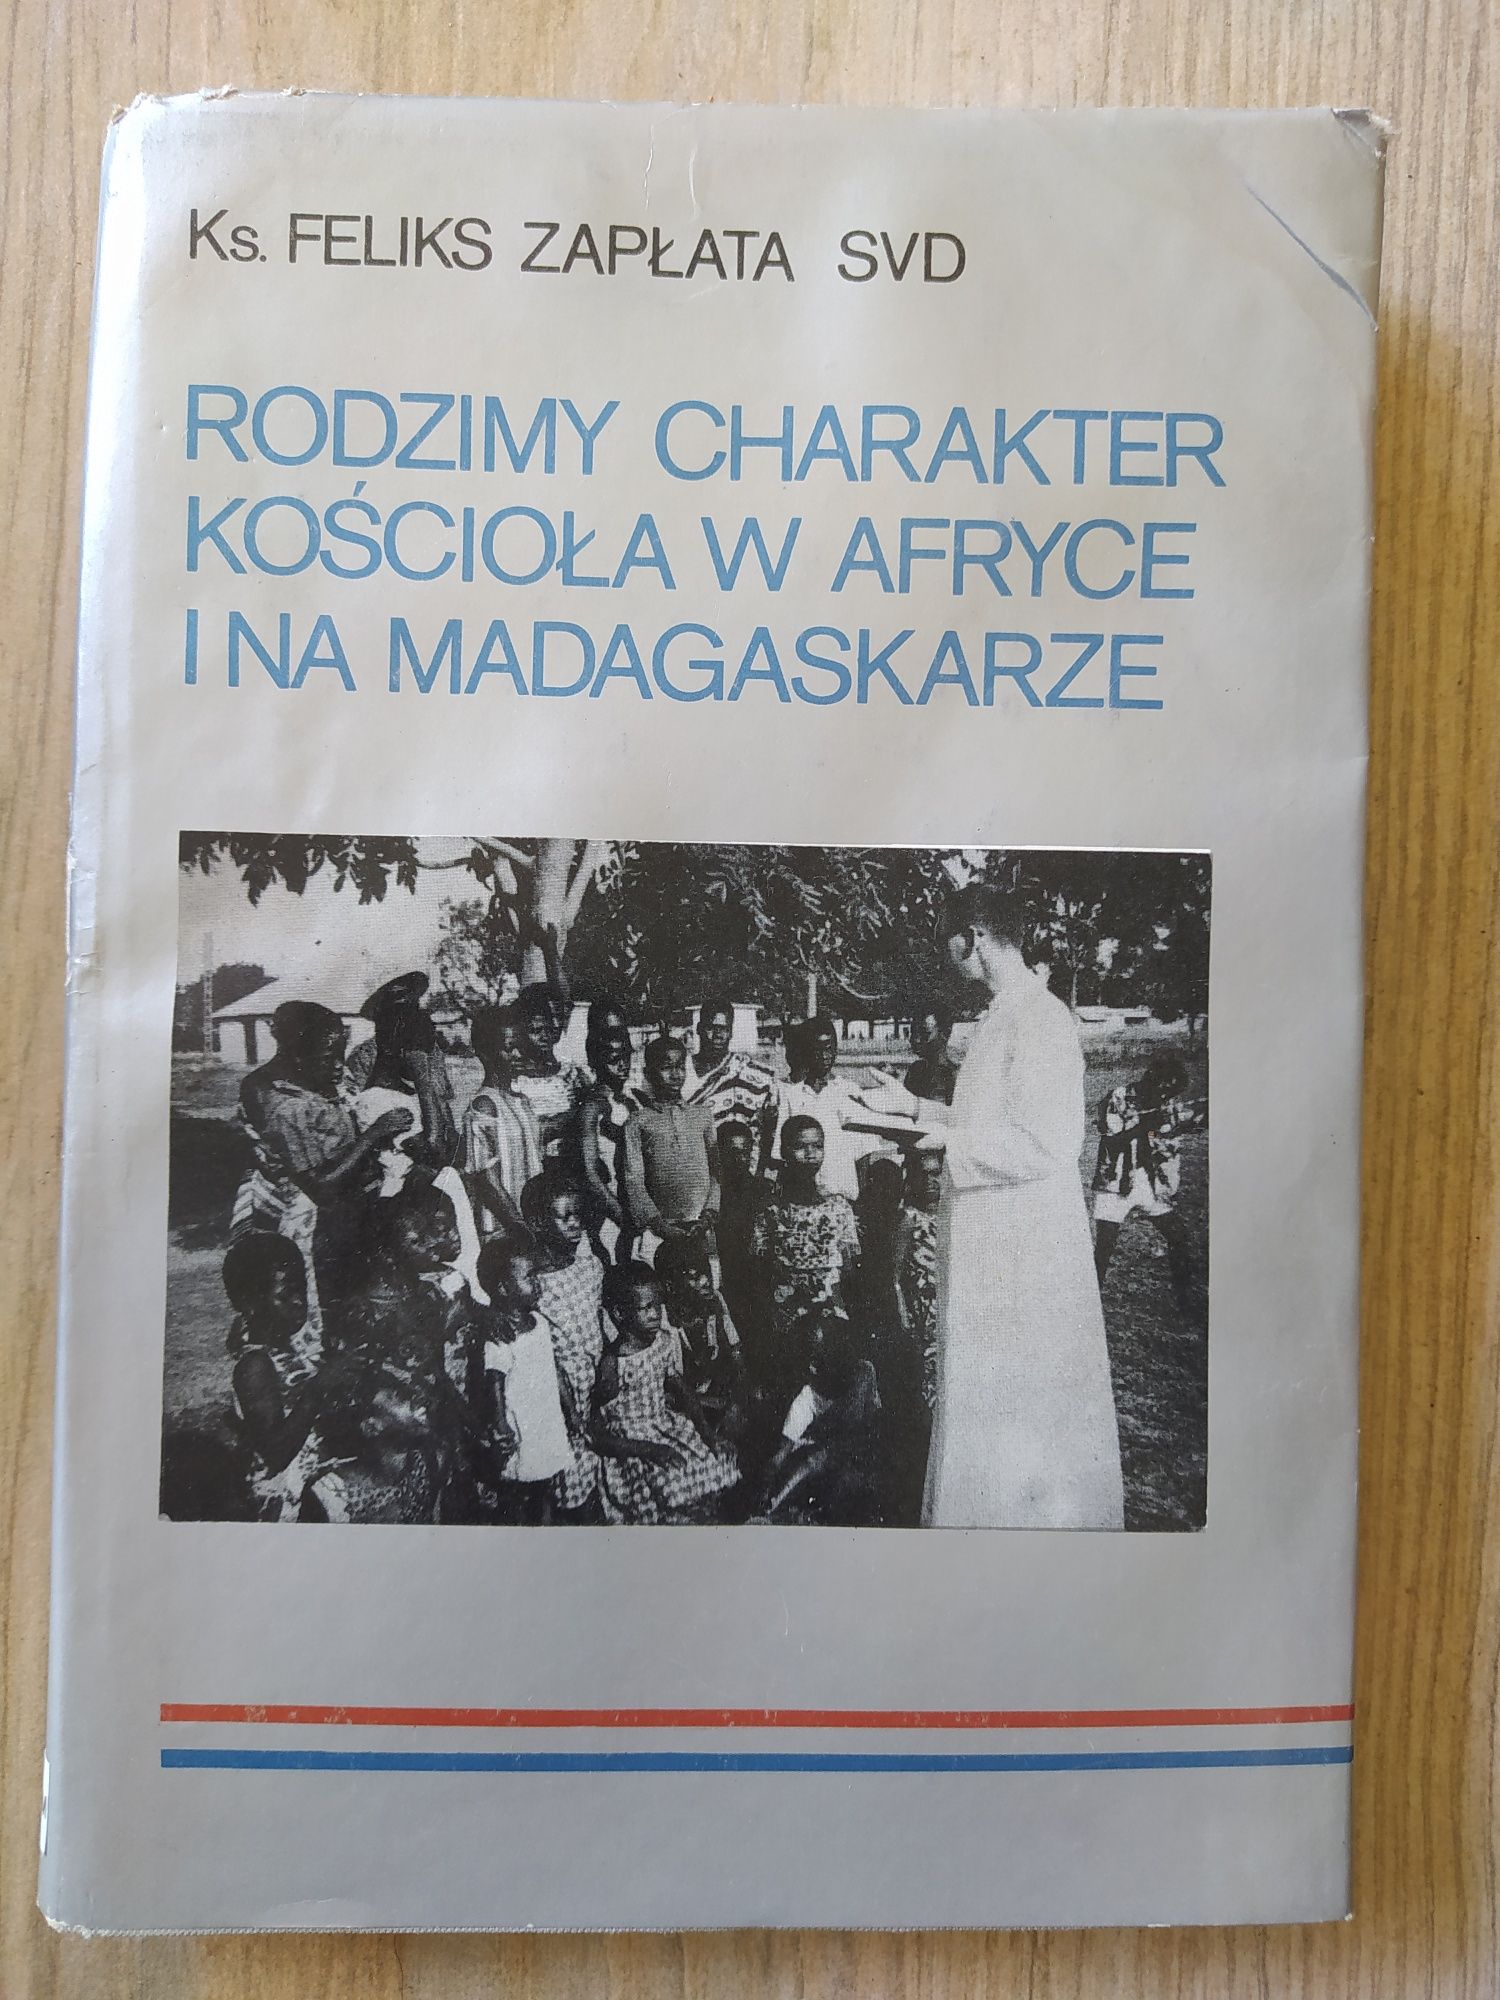 Ks. FELIKS ZAPŁATA SVD
RODZIMY CHARAKTER
KOŚCIOŁA W AFRYCE
I NA MADAGASKARZE